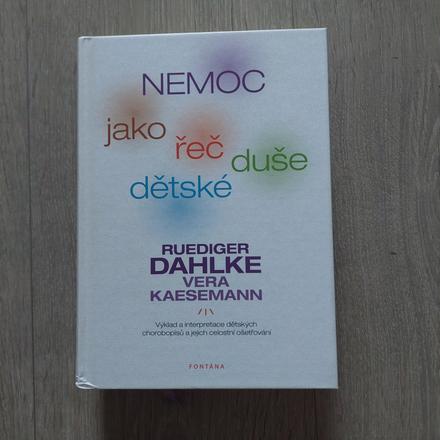 NEMOC
jako
řeč
duše
dětské
RUEDIGER
DAHLKE
VERA
KAESEMANN
Výklad a interpretace dětských
chorobopisů a jejich celostní ošetřování
FONTÁNA